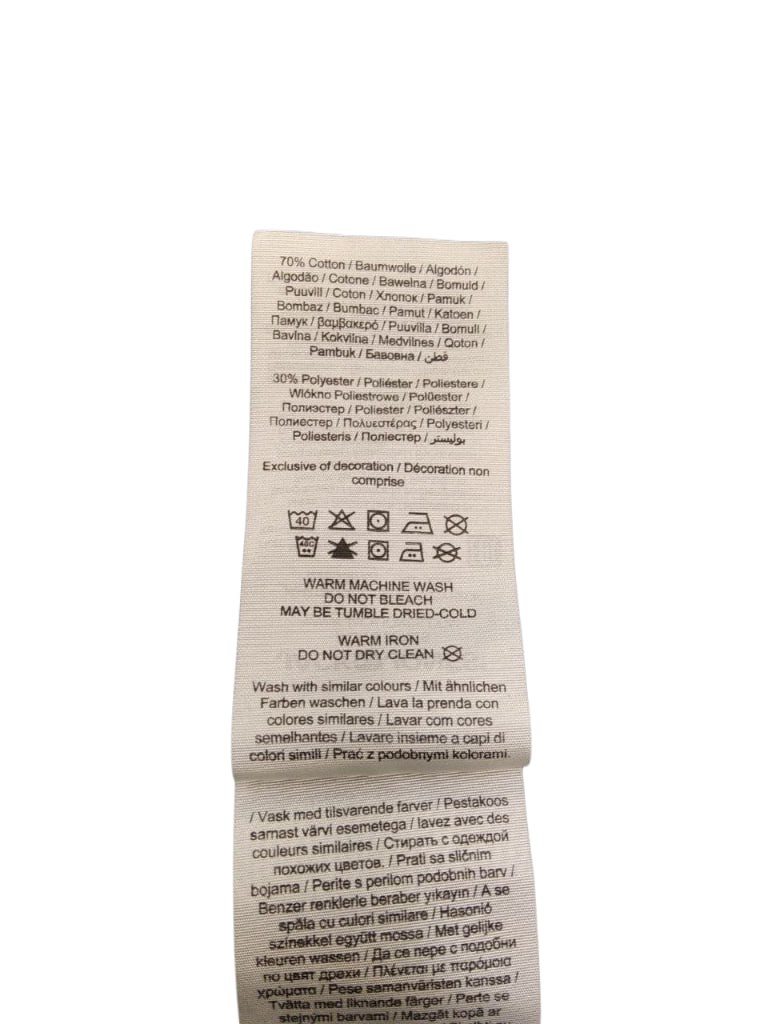 70% Cotton / Baumwolle / Algodón /
Algodão / Cotone / Bawełna / Bomuld /
Puuvill / Coton / Хлопок / Pamuk /
Bombaz / Bumbac / Pamut / Katoen /
Памук / βαμβακερό / Puuvilla / Bomull /
Bavlna / Kokvilna / Medvilnes / Qoton /
Pambuk / Бавовна / قطن
30% Polyester / Poliéster / Poliestere /
Włókno Poliestrowe / Polüester /
Полиэстер / Poliester / Poliészter /
Полиестер / Πολυεστέρας / Polyesteri /
Poliesteris / Поліестер / بوليستر
Exclusive of decoration / Décoration non
comprise
40
40C
WARM MACHINE WASH
DO NOT BLEACH
MAY BE TUMBLE DRIED-COLD
WARM IRON
DO NOT DRY CLEAN
Wash with similar colours / Mit ähnlichen
Farben waschen / Lava la prenda con
colores similares / Lavar com cores
semelhantes / Lavare insieme a capi di
colori simili / Prać z podobnymi kolorami.
/ Vask med tilsvarende farver / Pestakoos
samast värvi esemetega / lavez avec des
couleurs similaires / Стирать с одеждой
похожих цветов. / Prati sa sličnim
bojama / Perite s perilom podobnih barv /
Benzer renklerle beraber yıkayın / A se
spăla cu culori similare / Hasonló
színekkel együtt mossa / Met gelijke
kleuren wassen / Да се пере с подобни
по цвят дрехи / Πλένεται με παρόμοια
χρώματα / Pese samanväristen kanssa /
Tvätta med liknande färger / Perte se
stejnými barvami / Mazgāt kopā ar